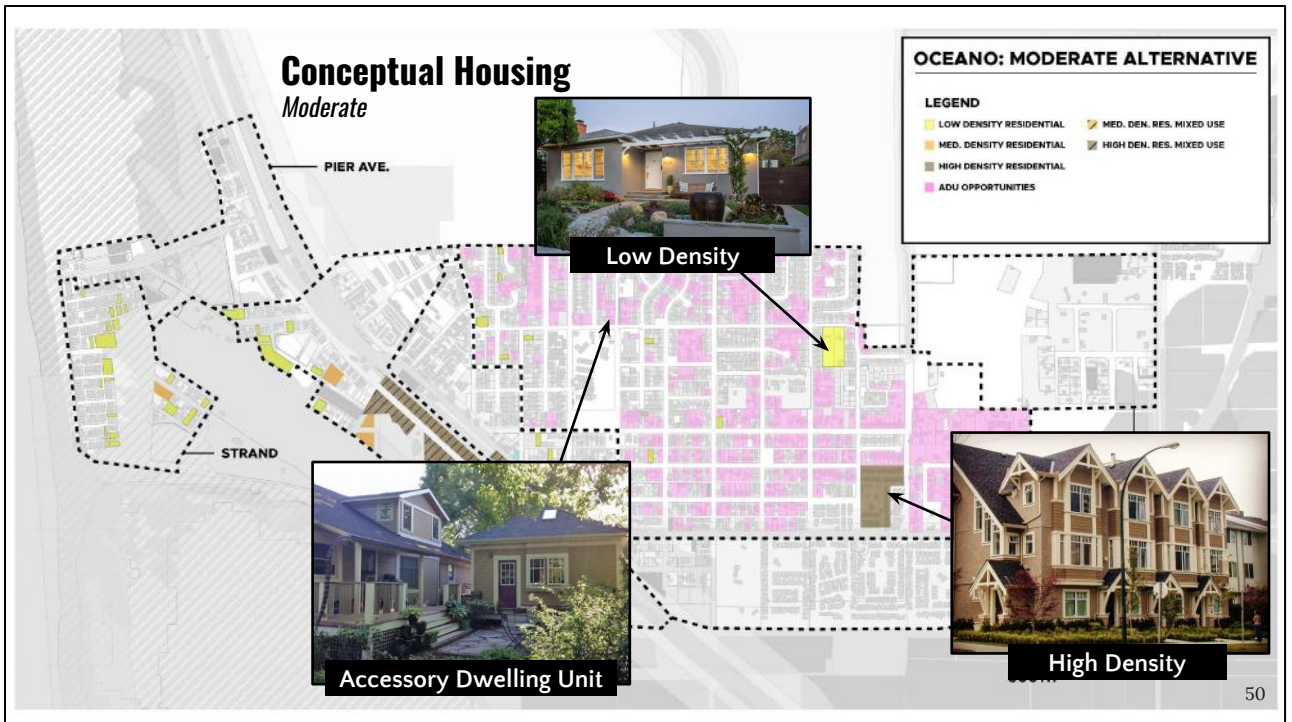 Conceptual Housing
Moderate
OCEANO: MODERATE ALTERNATIVE
LEGEND
LOW DENSITY RESIDENTIAL
MED. DENSITY RESIDENTIAL
HIGH DENSITY RESIDENTIAL
ADU OPPORTUNITIES
MED. DEN. RES. MIXED USE
HIGH DEN. RES. MIXED USE
PIER AVE.
Low Density
STRAND
Accessory Dwelling Unit
High Density
50